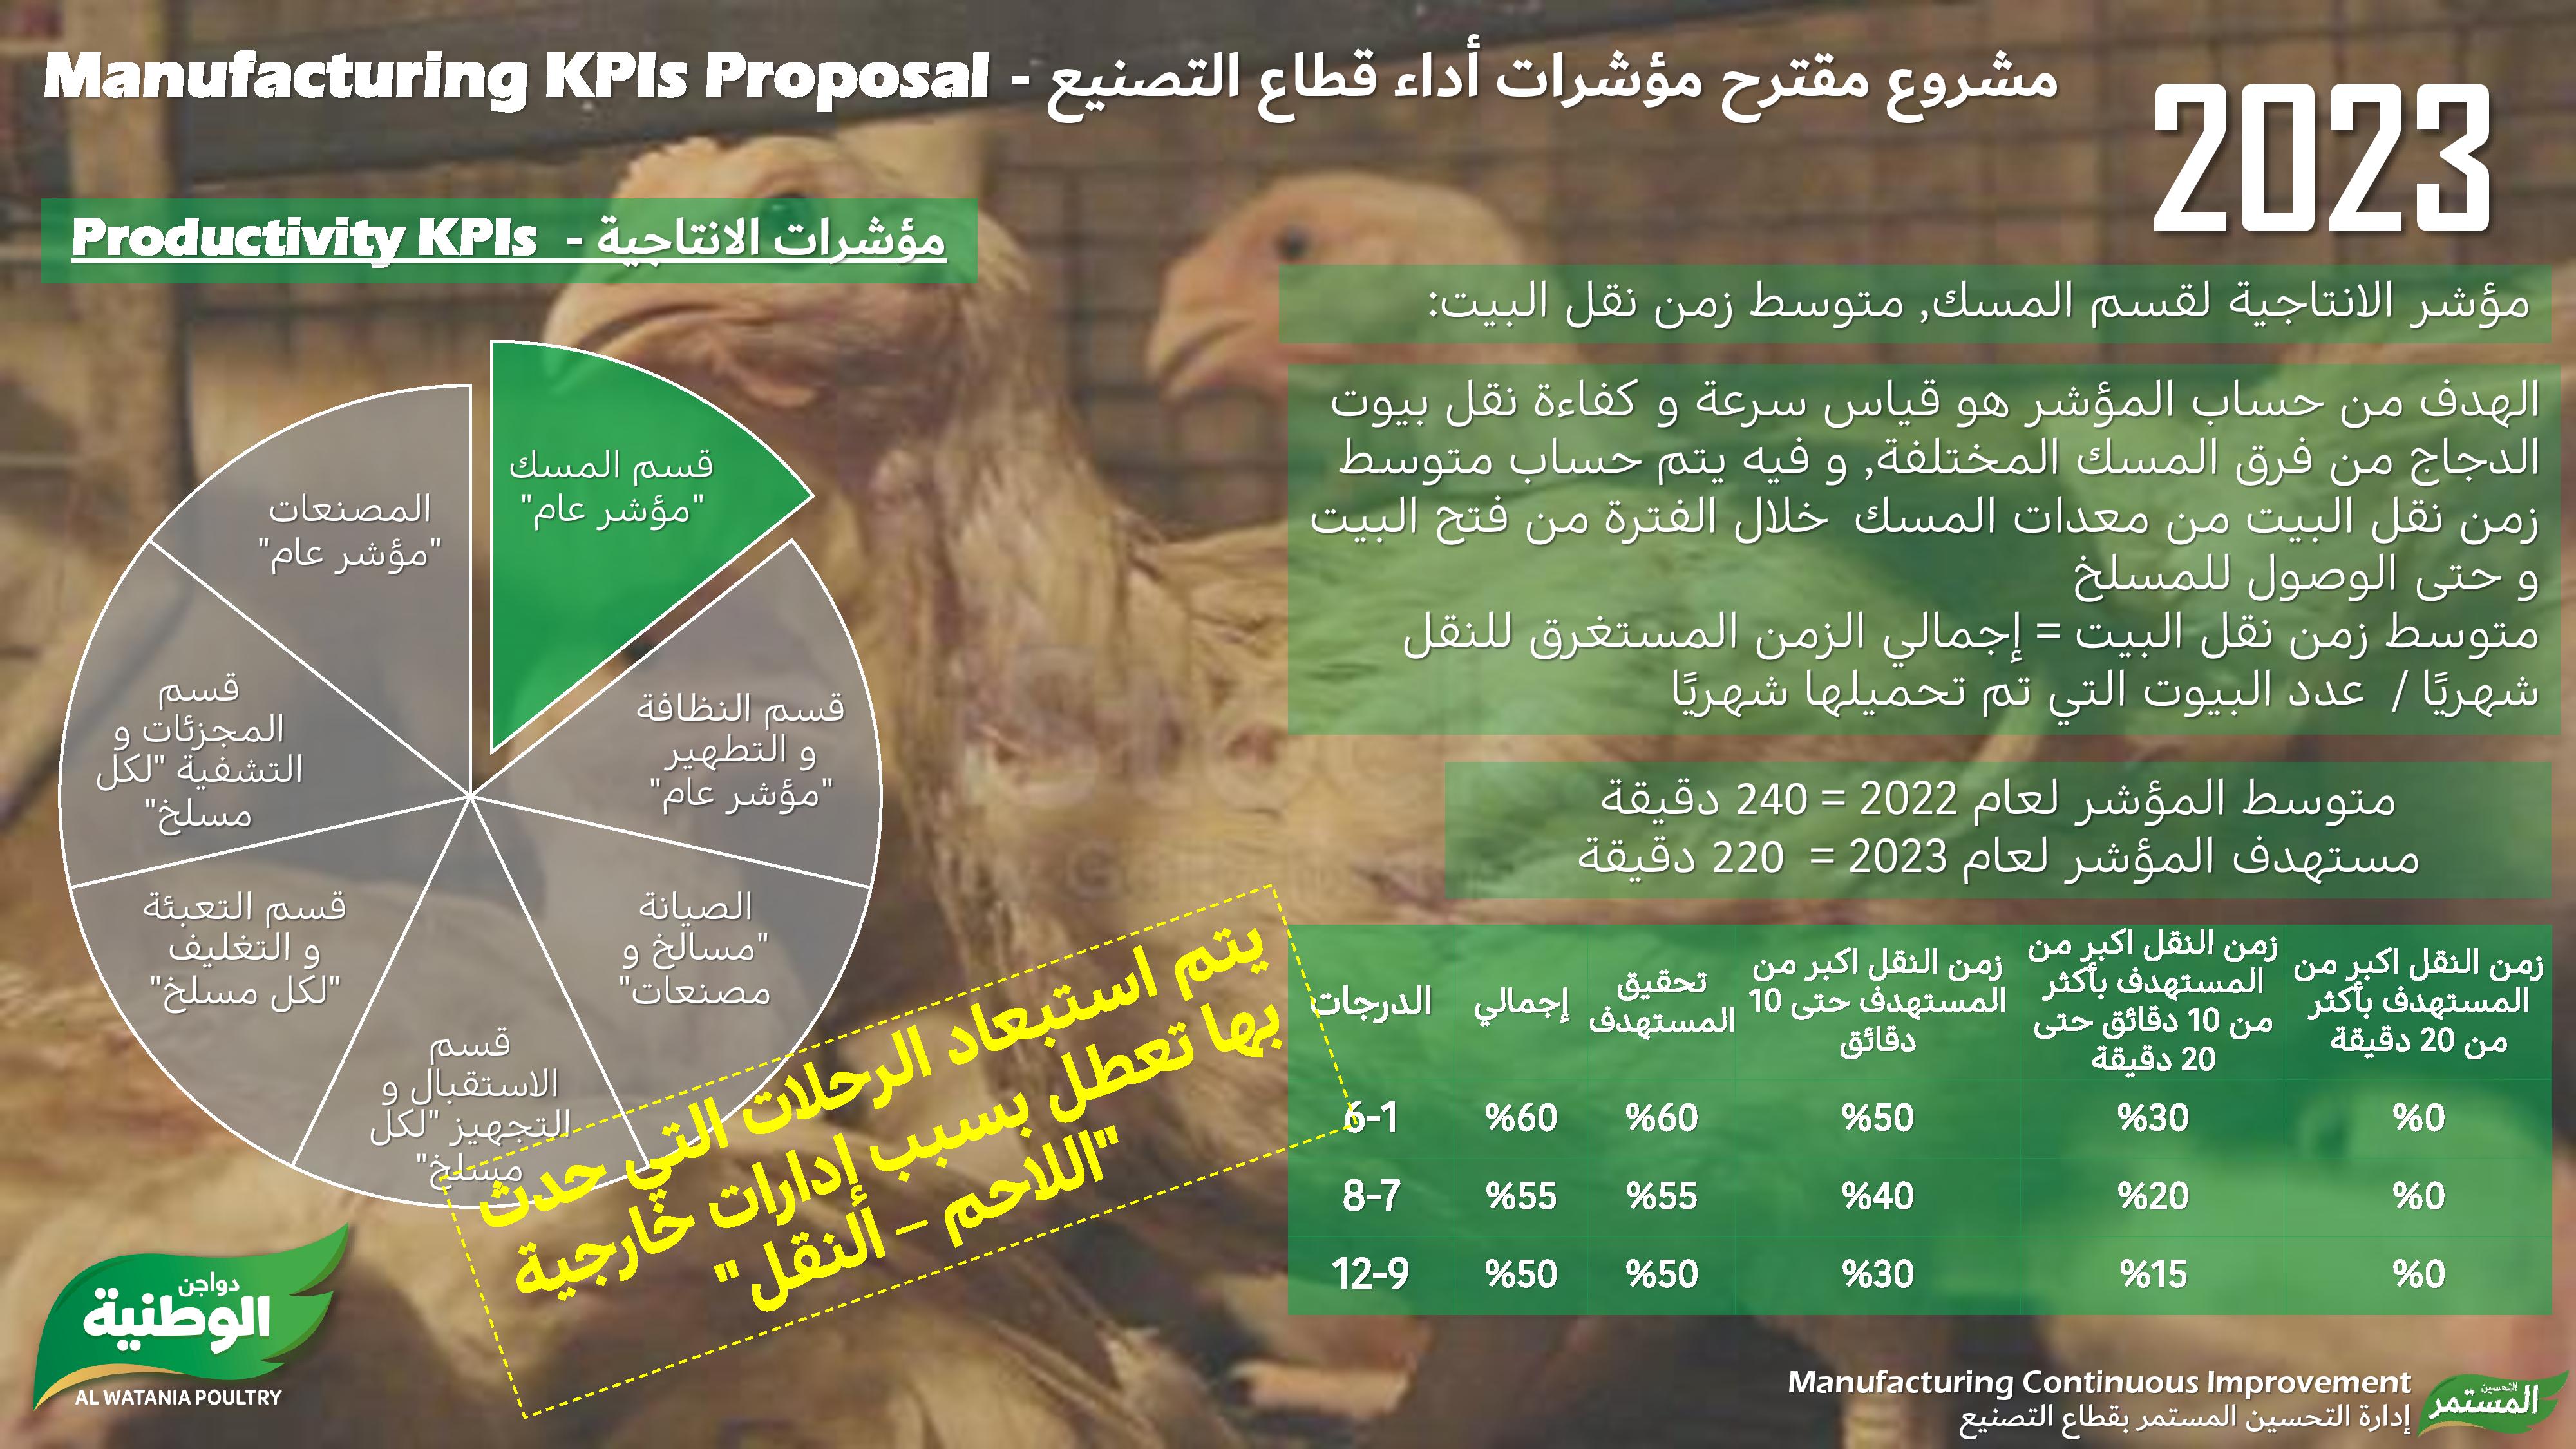 Manufacturing KPIs Proposal - مشروع مقترح مؤشرات أداء قطاع التصنيع
2023
Productivity KPIs - مؤشرات الانتاجية
مؤشر الانتاجية لقسم المسك, متوسط زمن نقل البيت:
الهدف من حساب المؤشر هو قياس سرعة و كفاءة نقل بيوت
الدجاج من فرق المسك المختلفة, و فيه يتم حساب متوسط
زمن نقل البيت من معدات المسك خلال الفترة من فتح البيت
و حتى الوصول للمسلخ
متوسط زمن نقل البيت = إجمالي الزمن المستغرق للنقل
شهريًا / عدد البيوت التي تم تحميلها شهريًا
متوسط المؤشر لعام 2022 = 240 دقيقة
مستهدف المؤشر لعام 2023 = 220 دقيقة
قسم المسك
"مؤشر عام"
قسم النظافة
و التطهير
"مؤشر عام"
الصيانة
"مسالخ و
مصنعات"
قسم
الاستقبال و
التجهيز "لكل
مسلخ"
قسم التعبئة
و التغليف
"لكل مسلخ"
قسم
المجزئات و
التشفية "لكل
مسلخ"
المصنعات
"مؤشر عام"
يتم استبعاد الرحلات التي حدث
بها تعطل بسبب إدارات خارجية
"اللاحم – النقل"
الدرجات
إجمالي
تحقيق
المستهدف
زمن النقل اكبر من
المستهدف حتى 10
دقائق
زمن النقل اكبر من
المستهدف بأكثر
من 10 دقائق حتى
20 دقيقة
زمن النقل اكبر من
المستهدف بأكثر
من 20 دقيقة
6-1 %60 %60 %50 %30 %0
8-7 %55 %55 %40 %20 %0
12-9 %50 %50 %30 %15 %0
دواجن
الوطنية
AL WATANIA POULTRY
Manufacturing Continuous Improvement
إدارة التحسين المستمر بقطاع التصنيع
التحسين
المستمر